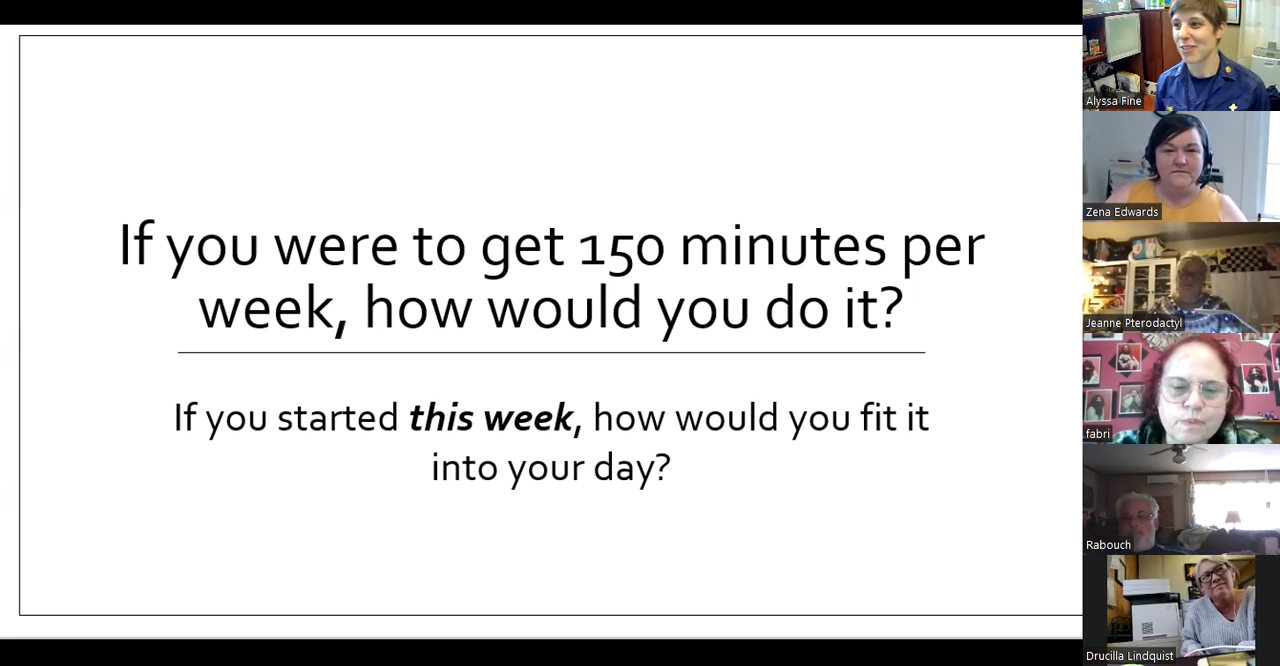 If you were to get 150 minutes per
week, how would you do it?
If you started this week, how would you fit it
into your day?
Alyssa Fine
Zena Edwards
Jeanne Pterodactyl
fabri
Rabouch
Drucilla Lindquist